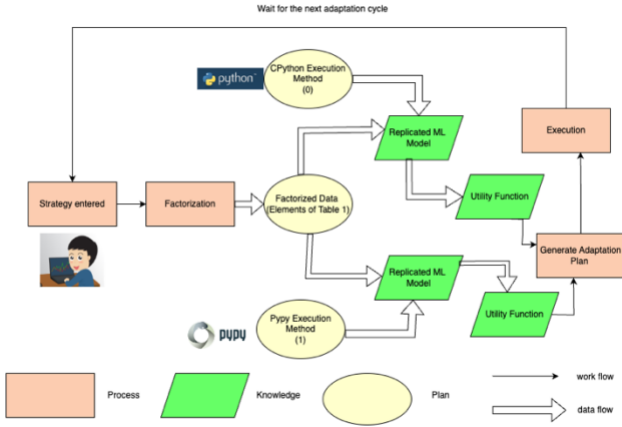 Wait for the next adaptation cycle
python
CPython Execution
Method
(0)
Replicated ML
Model
Execution
Strategy entered
Factorization
Factorized Data
(Elements of Table 1)
Utility Function
Generate Adaptation
Plan
Replicated ML
Model
Utility Function
pypy
Pypy Execution
Method
(1)
Process
Knowledge
Plan
work flow
data flow